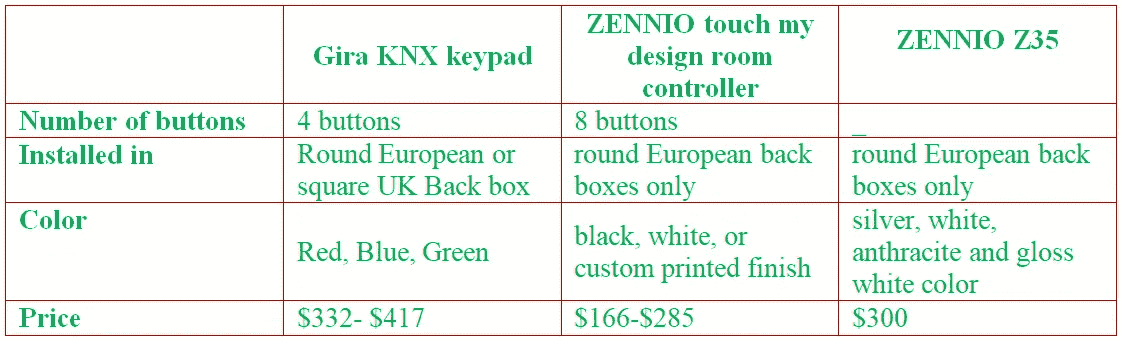 Gira KNX keypad
ZENNIO touch my
design room
controller
ZENNIO Z35
Number of buttons
4 buttons
8 buttons
_
Installed in
Round European or
square UK Back box
round European back
boxes only
round European back
boxes only
Color
Red, Blue, Green
black, white, or
custom printed finish
silver, white,
anthracite and gloss
white color
Price
$332- $417
$166-$285
$300